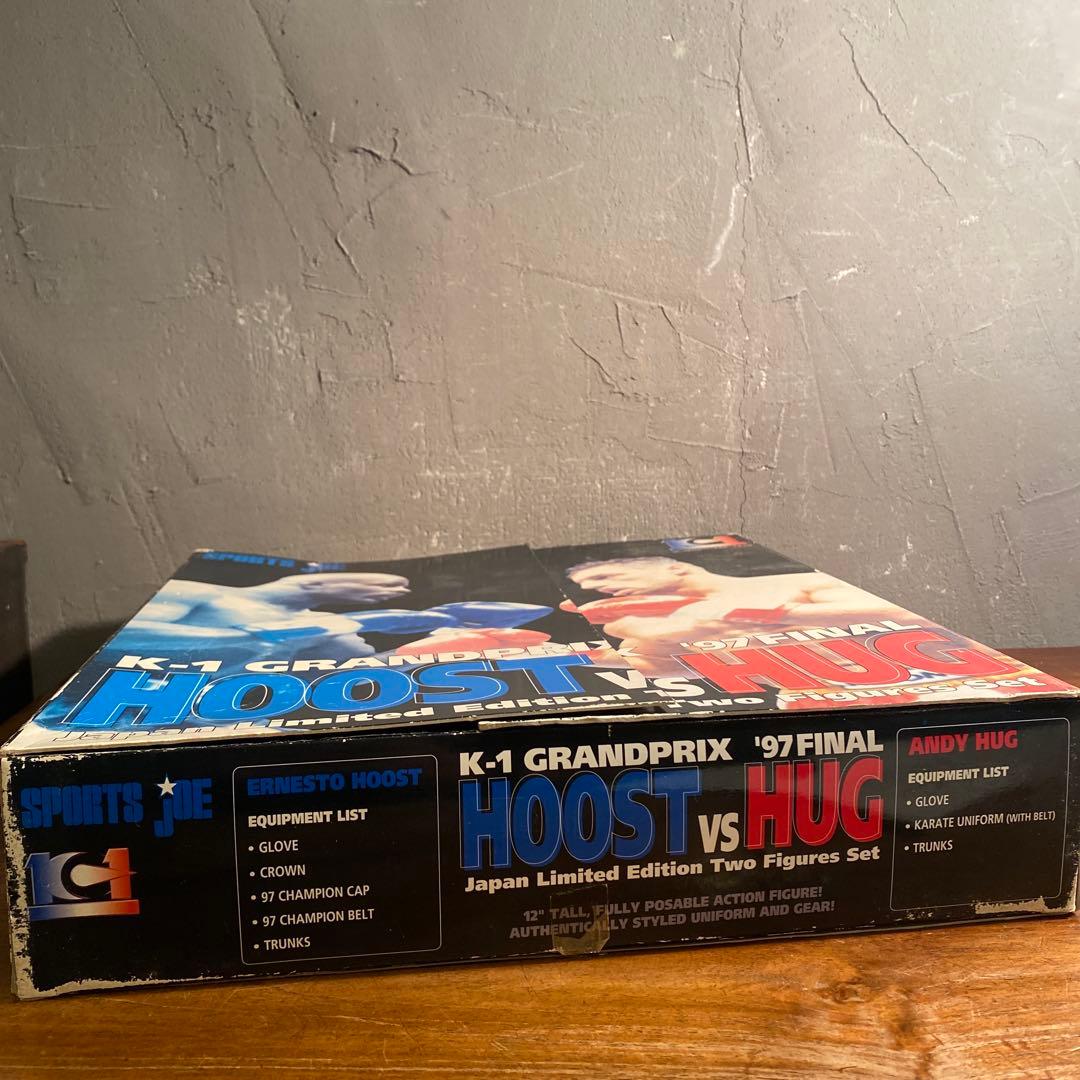 SPORTS JOE
K-1
K-1 GRANDPRIX '97 FINAL
HOOST VS HUG
Japan Limited Edition Two Figures Set
SPORTS JOE
K-1
ERNESTO HOOST
EQUIPMENT LIST
• GLOVE
• CROWN
• 97 CHAMPION CAP
• 97 CHAMPION BELT
• TRUNKS
K-1 GRANDPRIX '97 FINAL
HOOST VS HUG
Japan Limited Edition Two Figures Set
12" TALL, FULLY POSABLE ACTION FIGURE!
AUTHENTICALLY STYLED UNIFORM AND GEAR!
ANDY HUG
EQUIPMENT LIST
• GLOVE
• KARATE UNIFORM (WITH BELT)
• TRUNKS